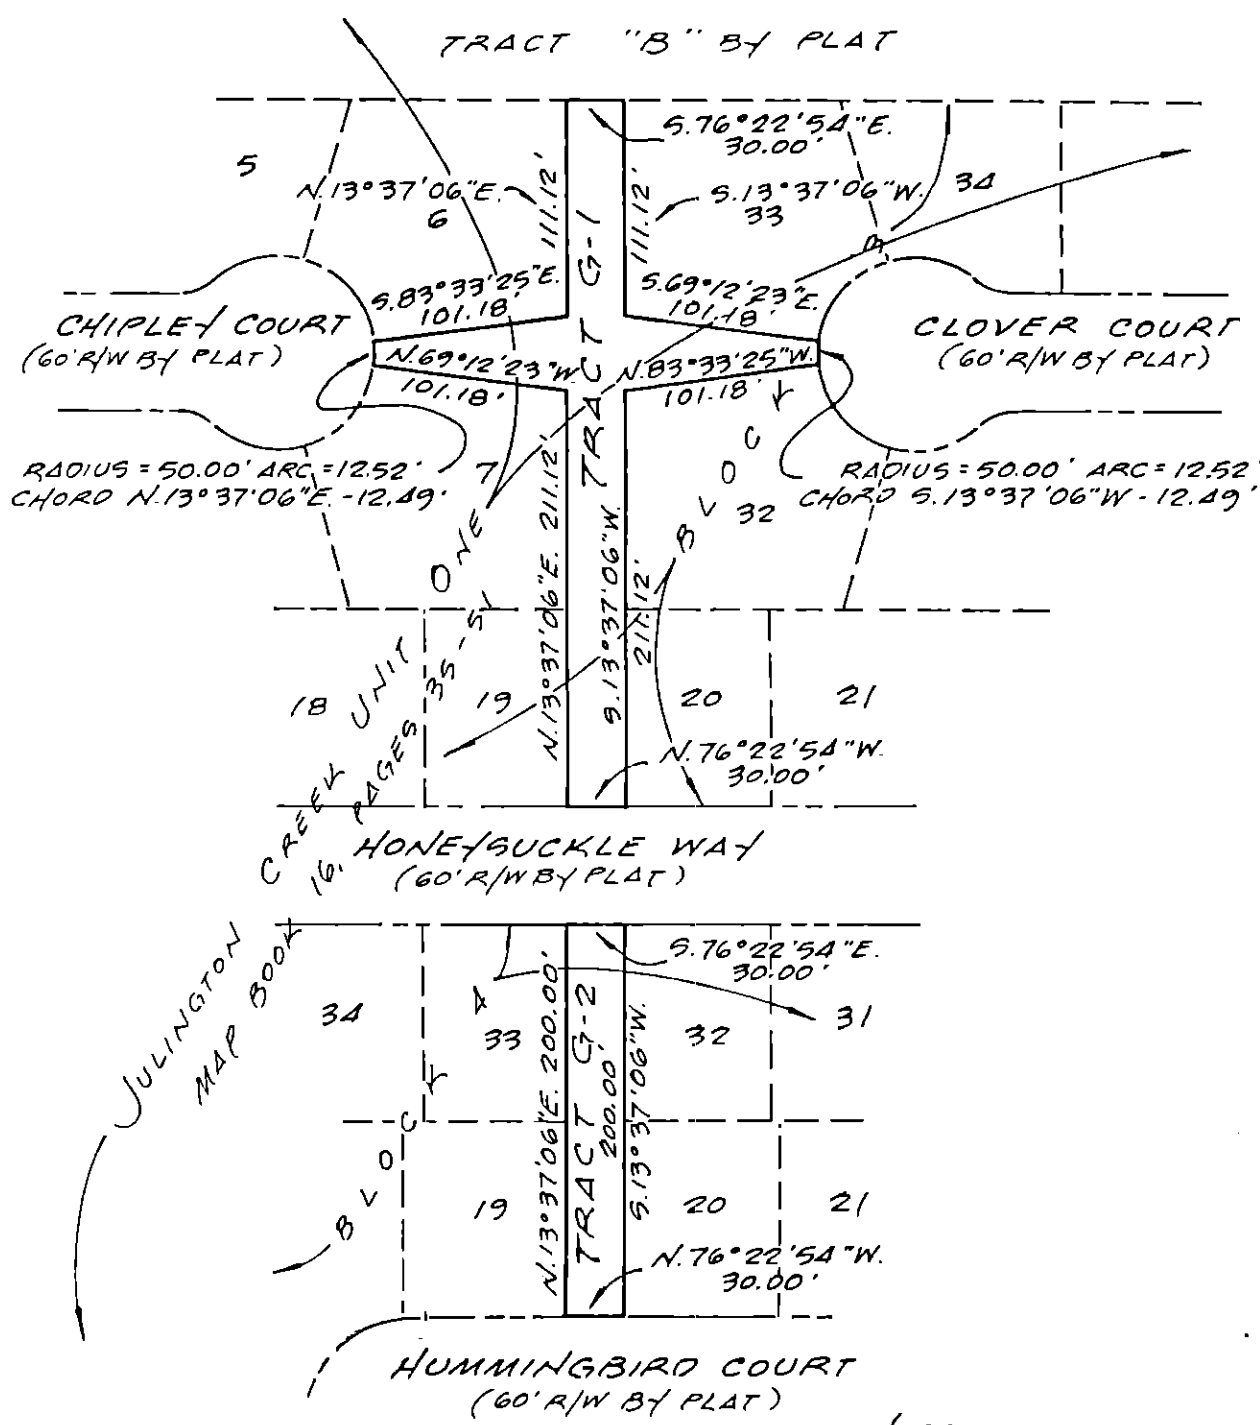 TRACT "B" BY PLAT
S.76°22'54"E.
30.00'
5
N.13°37'06"E.
6
111.12'
111.12'
S.13°37'06"W.
33
34
B
S.83°33'25"E.
101.18'
S.69°12'23"E.
101.18'
TRACT G-1
CHIPLEY COURT
(60' R/W BY PLAT)
CLOVER COURT
(60' R/W BY PLAT)
N.69°12'23"W.
101.18'
N.83°33'25"W.
101.18'
RADIUS = 50.00' ARC = 12.52'
CHORD N.13°37'06"E. - 12.49'
7
RADIUS = 50.00' ARC = 12.52'
CHORD S.13°37'06"W - 12.49'
BLOCK
32
N.13°37'06"E. 211.12'
S.13°37'06"W.
211.12'
18
19
20
21
N.76°22'54"W.
30.00'
HONEYSUCKLE WAY
(60' R/W BY PLAT)
JULINGTON CREEK UNIT ONE
MAP BOOK 16, PAGES 35-51
S.76°22'54"E.
30.00'
34
33
A
32
31
N.13°37'06"E. 200.00'
TRACT G-2
200.00'
S.13°37'06"W.
BLOCK
19
20
21
N.76°22'54"W.
30.00'
HUMMINGBIRD COURT
(60' R/W BY PLAT)